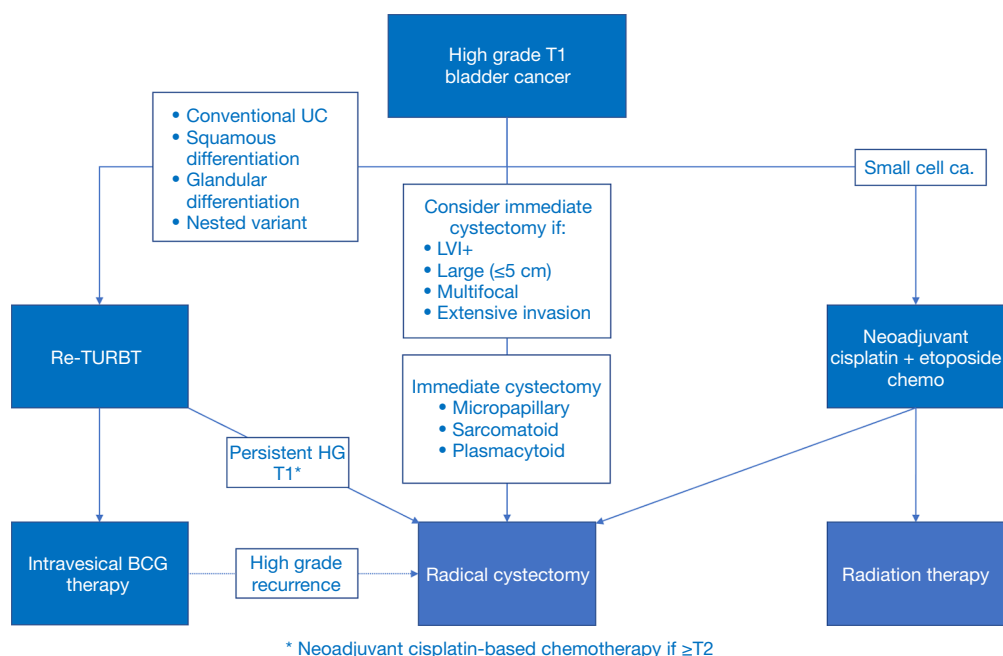 High grade T1
bladder cancer
• Conventional UC
• Squamous
differentiation
• Glandular
differentiation
• Nested variant
Small cell ca.
Consider immediate
cystectomy if:
• LVI+
• Large (≤5 cm)
• Multifocal
• Extensive invasion
Re-TURBT
Neoadjuvant
cisplatin + etoposide
chemo
Immediate cystectomy
• Micropapillary
• Sarcomatoid
• Plasmacytoid
Persistent HG
T1*
Intravesical BCG
therapy
High grade
recurrence
Radical cystectomy
Radiation therapy
* Neoadjuvant cisplatin-based chemotherapy if ≥T2